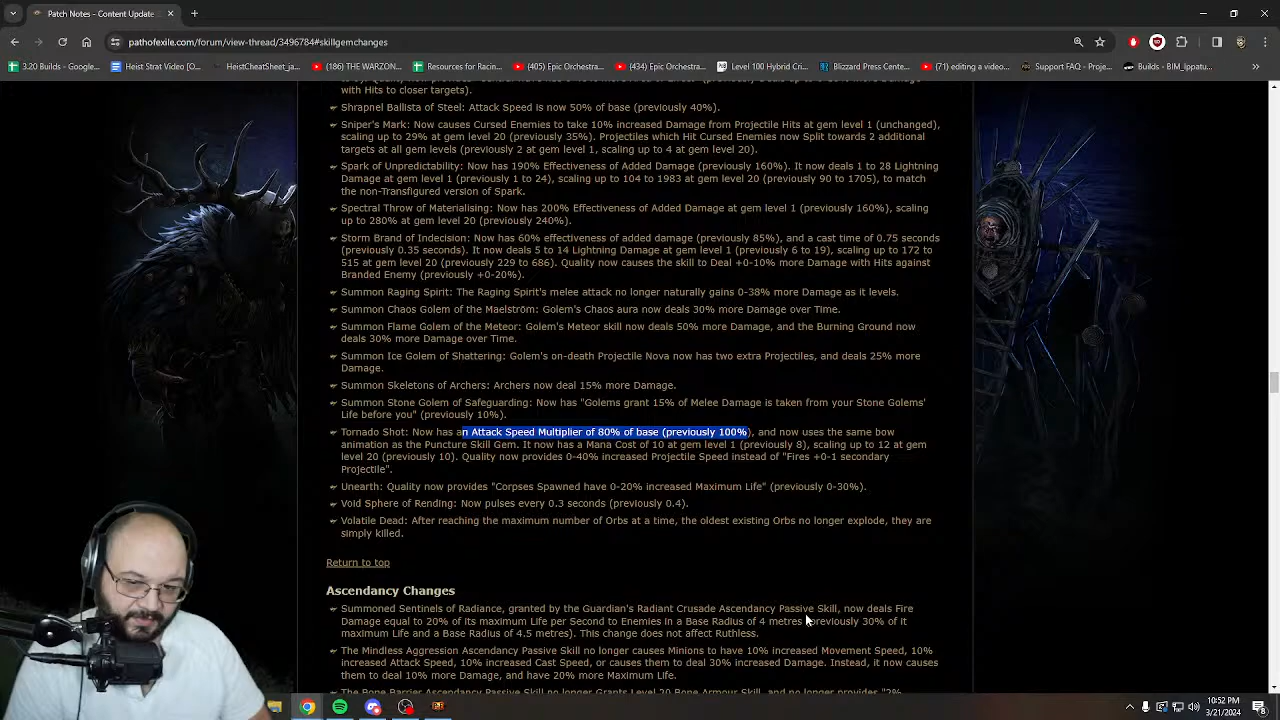 pathofexile.com/forum/view-thread/3496784#skillgemchanges
3.20 Builds - Google...
Heist Strat Video [O...
HeistChestSheet_ja...
(186) THE RANZON...
Resources for Racin...
(405) Epic Orchestr...
(434) Epic Orchestr...
Level 100 Hybrid Cri...
Blizzard Press Cente...
(71) editing a video...
Support FAQ - Projec...
Builds - BIM_lppatn...
All Bookmarks
with Hits to closer targets).
Shrapnel Ballista of Steel: Attack Speed is now 50% of base (previously 40%).
Sniper's Mark: Now causes Cursed Enemies to take 10% increased Damage from Projectile Hits at gem level 1 (unchanged),
scaling up to 29% at gem level 20 (previously 35%). Projectiles which Hit Cursed Enemies now Split towards 2 additional
targets at all gem levels (previously 2 at gem level 1, scaling up to 4 at gem level 20).
Spark of Unpredictability: Now has 190% Effectiveness of Added Damage (previously 160%). It now deals 1 to 28 Lightning
Damage at gem level 1 (previously 1 to 24), scaling up to 104 to 1983 at gem level 20 (previously 90 to 1705), to match
the non-Transfigured version of Spark.
Spectral Throw of Materialising: Now has 200% Effectiveness of Added Damage at gem level 1 (previously 160%), scaling
up to 280% at gem level 20 (previously 240%).
Storm Brand of Indecision: Now has 60% effectiveness of added damage (previously 85%), and a cast time of 0.75 seconds
(previously 0.35 seconds). It now deals 5 to 14 Lightning Damage at gem level 1 (previously 6 to 19), scaling up to 172 to
515 at gem level 20 (previously 229 to 686). Quality now causes the skill to Deal +0-10% more Damage with Hits against
Branded Enemy (previously +0-20%).
Summon Raging Spirit: The Raging Spirit's melee attack no longer naturally gains 0-38% more Damage as it levels.
Summon Chaos Golem of the Maelström: Golem's Chaos aura now deals 30% more Damage over Time.
Summon Flame Golem of the Meteor: Golem's Meteor skill now deals 50% more Damage, and the Burning Ground now
deals 30% more Damage over Time.
Summon Ice Golem of Shattering: Golem's on-death Projectile Nova now has two extra Projectiles, and deals 25% more
Damage.
Summon Skeletons of Archers: Archers now deal 15% more Damage.
Summon Stone Golem of Safeguarding: Now has "Golems grant 15% of Melee Damage is taken from your Stone Golems'
Life before you" (previously 10%).
Tornado Shot: Now has an Attack Speed Multiplier of 80% of base (previously 100%), and now uses the same bow
animation as the Puncture Skill Gem. It now has a Mana Cost of 10 at gem level 1 (previously 8), scaling up to 12 at gem
level 20 (previously 10). Quality now provides 0-40% increased Projectile Speed instead of "Fires +0-1 secondary
Projectile".
Unearth: Quality now provides "Corpses Spawned have 0-20% increased Maximum Life" (previously 0-30%).
Void Sphere of Rending: Now pulses every 0.3 seconds (previously 0.4).
Volatile Dead: After reaching the maximum number of Orbs at a time, the oldest existing Orbs no longer explode, they are
simply killed.
Return to top
Ascendancy Changes
Summoned Sentinels of Radiance, granted by the Guardian's Radiant Crusade Ascendancy Passive Skill, now deals Fire
Damage equal to 20% of its maximum Life per Second to Enemies in a Base Radius of 4 metres (previously 30% of it
maximum Life and a Base Radius of 4.5 metres). This change does not affect Ruthless.
The Mindless Aggression Ascendancy Passive Skill no longer causes Minions to have 10% increased Movement Speed, 10%
increased Attack Speed, 10% increased Cast Speed, or causes them to deal 30% increased Damage. Instead, it now causes
them to deal 10% more Damage, and have 20% more Maximum Life.
The Bone Barrier Ascendancy Passive Skill no longer Grants Level 20 Bone Armour Skill, and no longer provides "2%
10:52 PM
3/21/2024